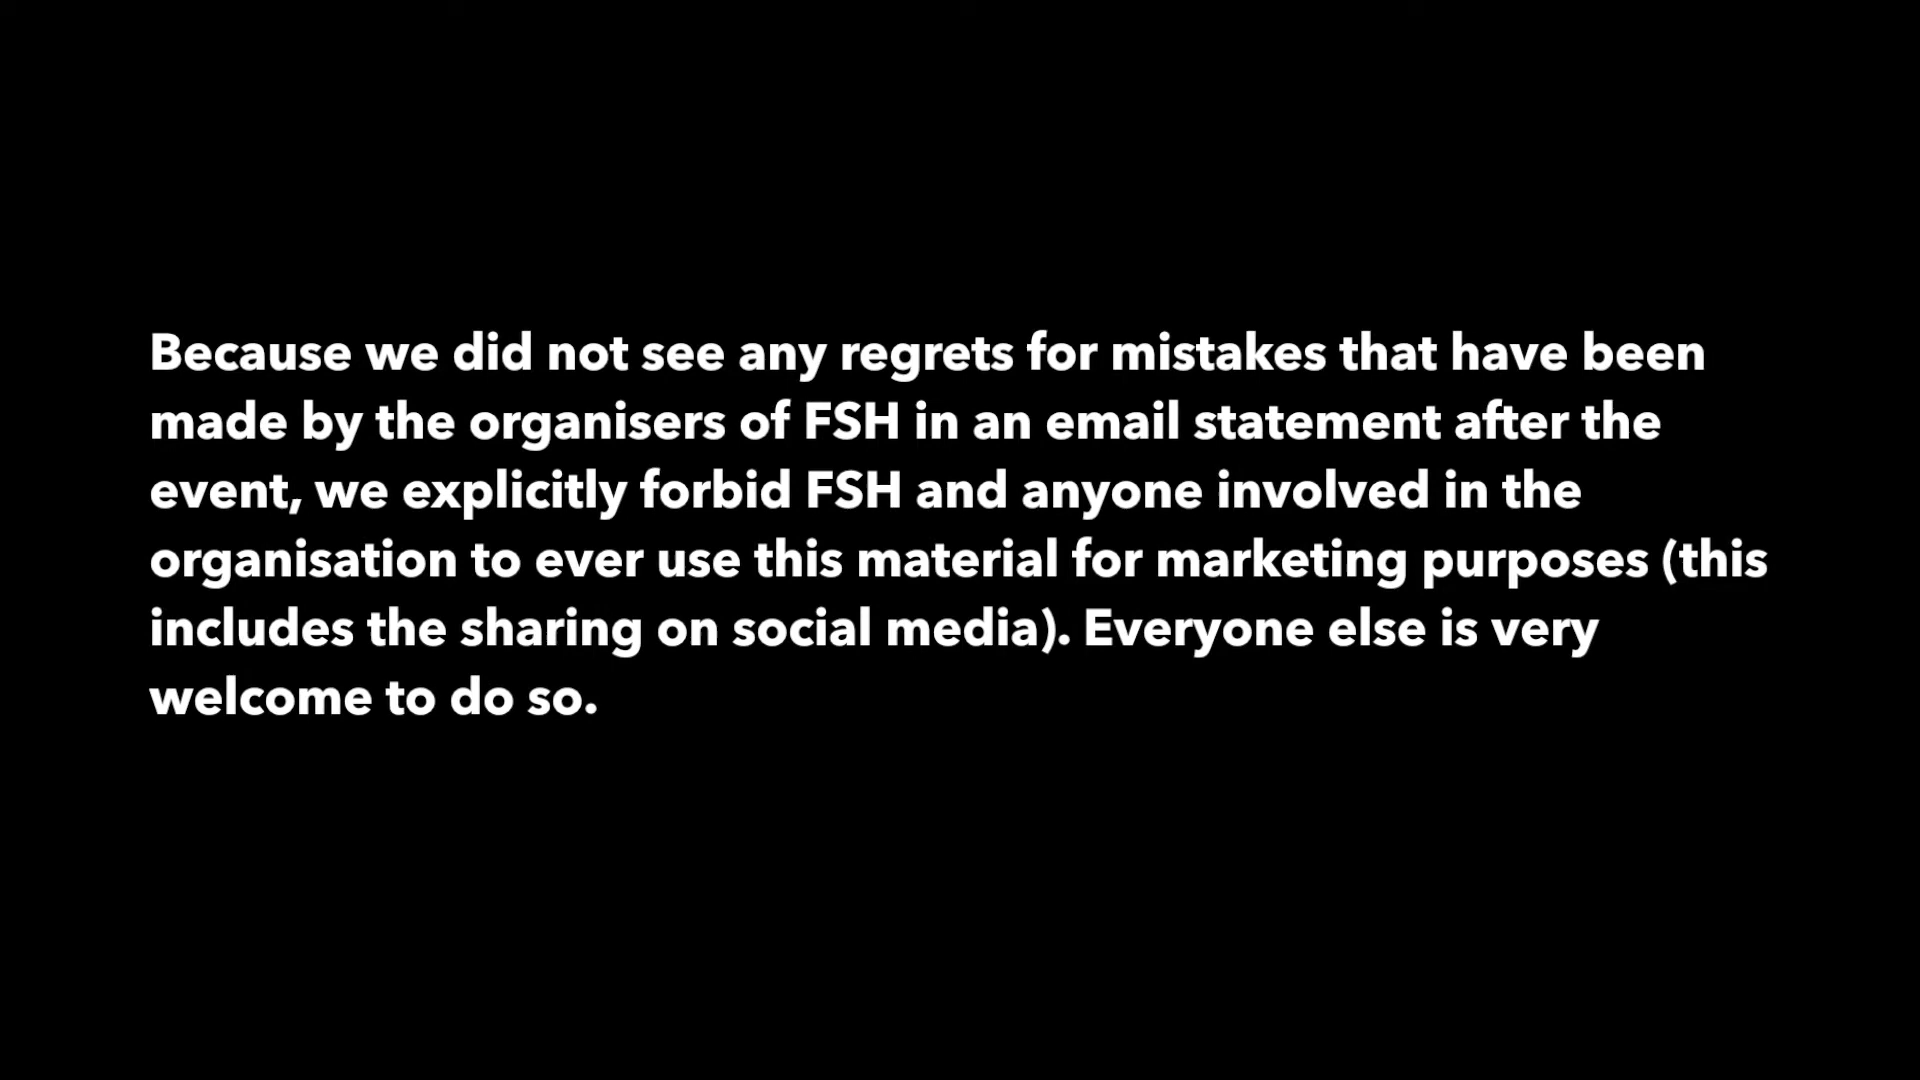 Because we did not see any regrets for mistakes that have been
made by the organisers of FSH in an email statement after the
event, we explicitly forbid FSH and anyone involved in the
organisation to ever use this material for marketing purposes (this
includes the sharing on social media). Everyone else is very
welcome to do so.